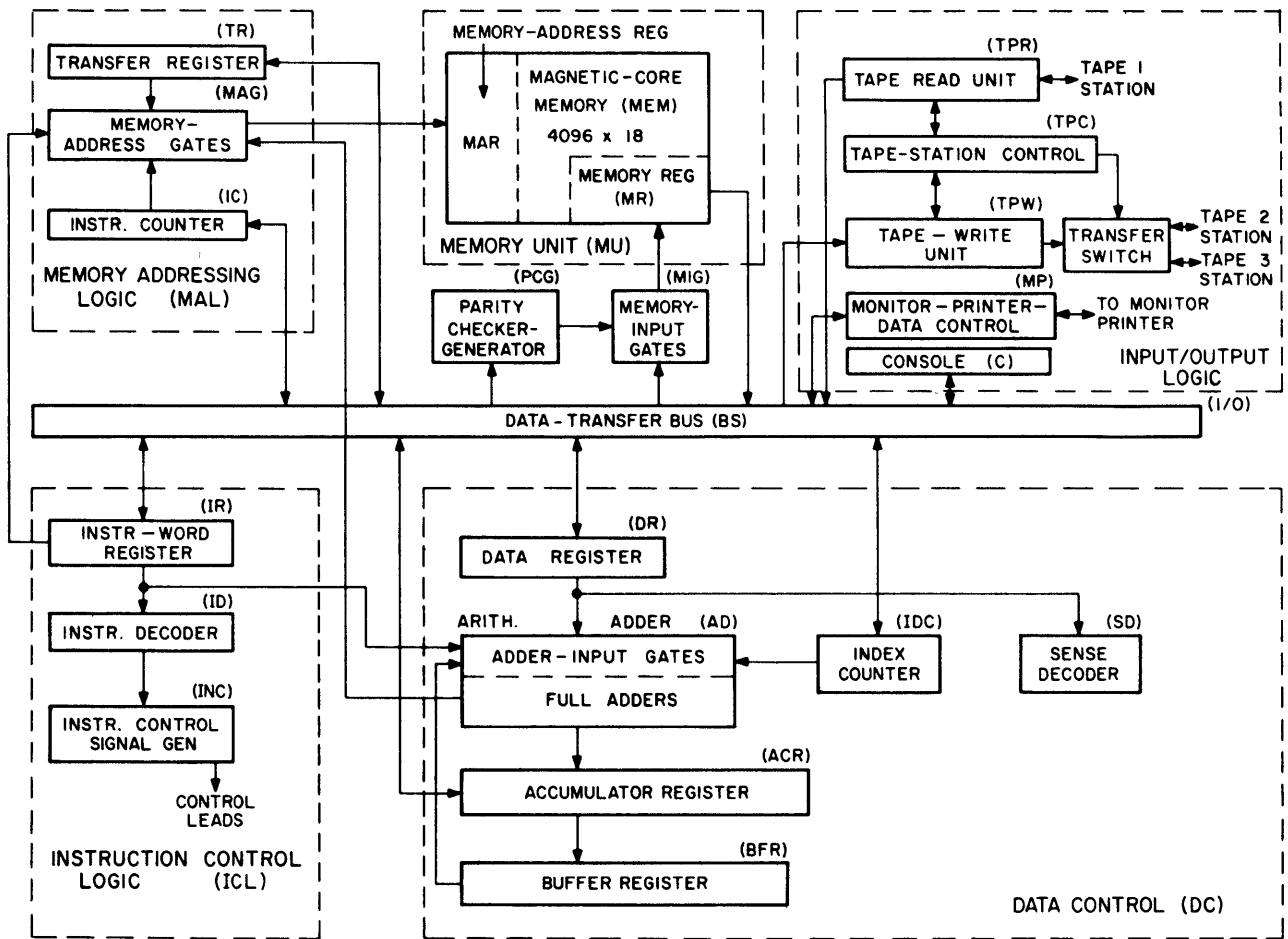 (TR)
TRANSFER REGISTER
(MAG)
MEMORY-
ADDRESS GATES
(IC)
INSTR. COUNTER
MEMORY ADDRESSING
LOGIC (MAL)
MEMORY-ADDRESS REG
MAR
MAGNETIC-CORE
MEMORY (MEM)
4096 x 18
MEMORY REG
(MR)
MEMORY UNIT (MU)
(PCG)
PARITY
CHECKER-
GENERATOR
(MIG)
MEMORY-
INPUT
GATES
(TPR)
TAPE READ UNIT
TAPE 1
STATION
(TPC)
TAPE-STATION CONTROL
(TPW)
TAPE-WRITE
UNIT
TRANSFER
SWITCH
TAPE 2
STATION
TAPE 3
STATION
(MP)
MONITOR-PRINTER-
DATA CONTROL
TO MONITOR
PRINTER
CONSOLE (C)
INPUT/OUTPUT
LOGIC
(I/O)
DATA-TRANSFER BUS (BS)
(IR)
INSTR-WORD
REGISTER
(ID)
INSTR. DECODER
(INC)
INSTR. CONTROL
SIGNAL GEN
CONTROL
LEADS
INSTRUCTION CONTROL
LOGIC (ICL)
(DR)
DATA REGISTER
ARITH. ADDER (AD)
ADDER-INPUT GATES
FULL ADDERS
(IDC)
INDEX
COUNTER
(SD)
SENSE
DECODER
(ACR)
ACCUMULATOR REGISTER
(BFR)
BUFFER REGISTER
DATA CONTROL (DC)